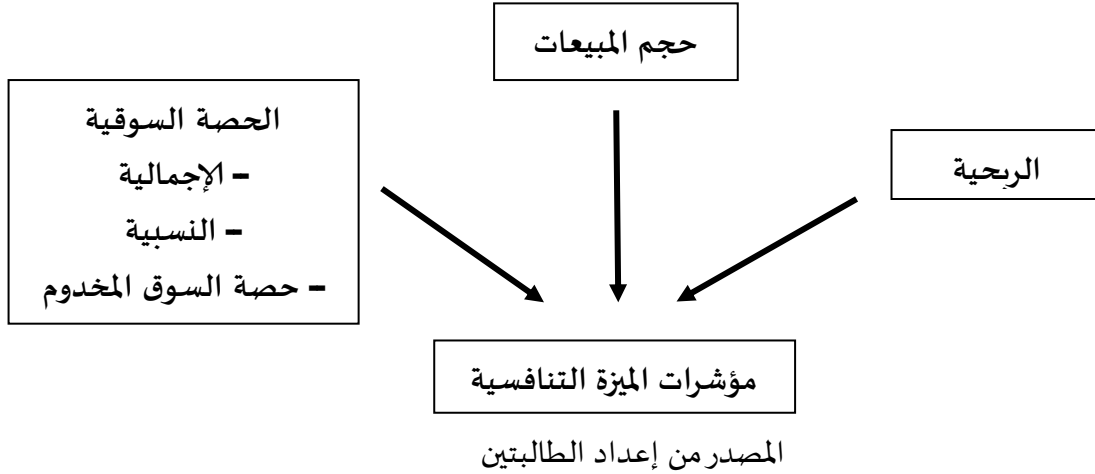 حجم المبيعات
الربحية
الحصة السوقية
– الإجمالية
– النسبية
– حصة السوق المخدوم
مؤشرات الميزة التنافسية
المصدر من إعداد الطالبتين